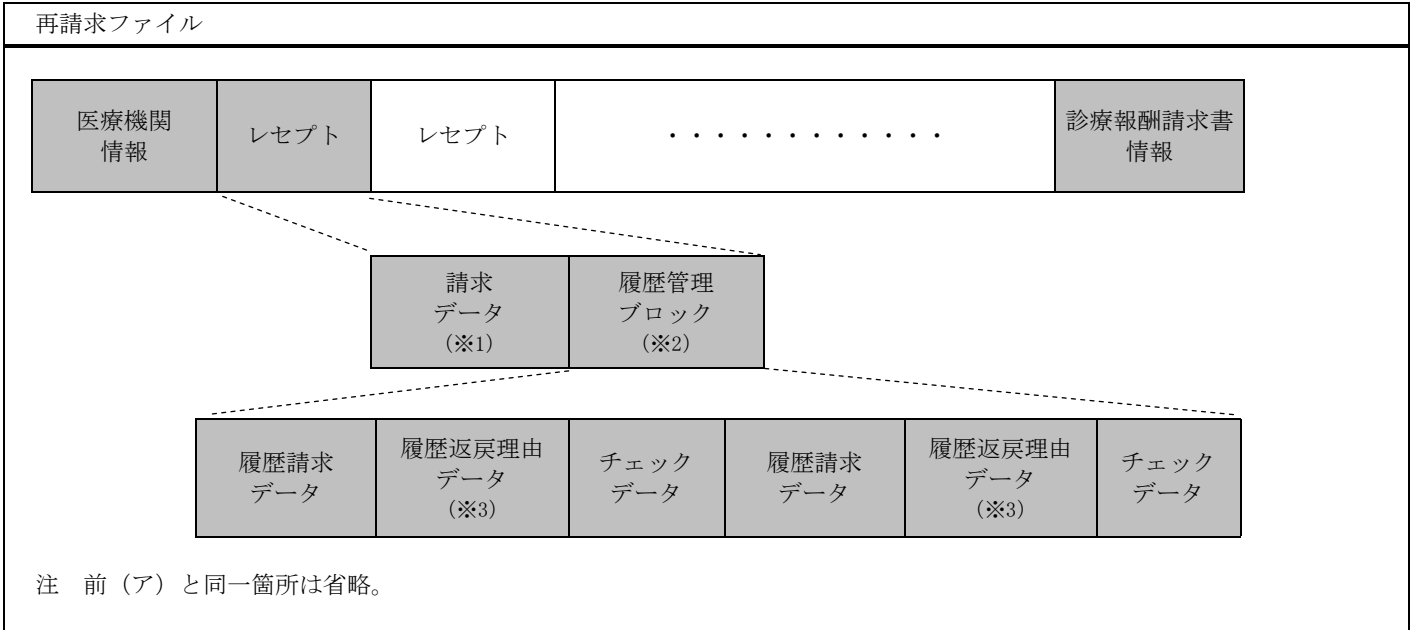 再請求ファイル
医療機関
情報
レセプト
レセプト
・・・・・・・・・・・・
診療報酬請求書
情報
請求
データ
(※1)
履歴管理
ブロック
(※2)
履歴請求
データ
履歴返戻理由
データ
(※3)
チェック
データ
履歴請求
データ
履歴返戻理由
データ
(※3)
チェック
データ
注　前（ア）と同一箇所は省略。